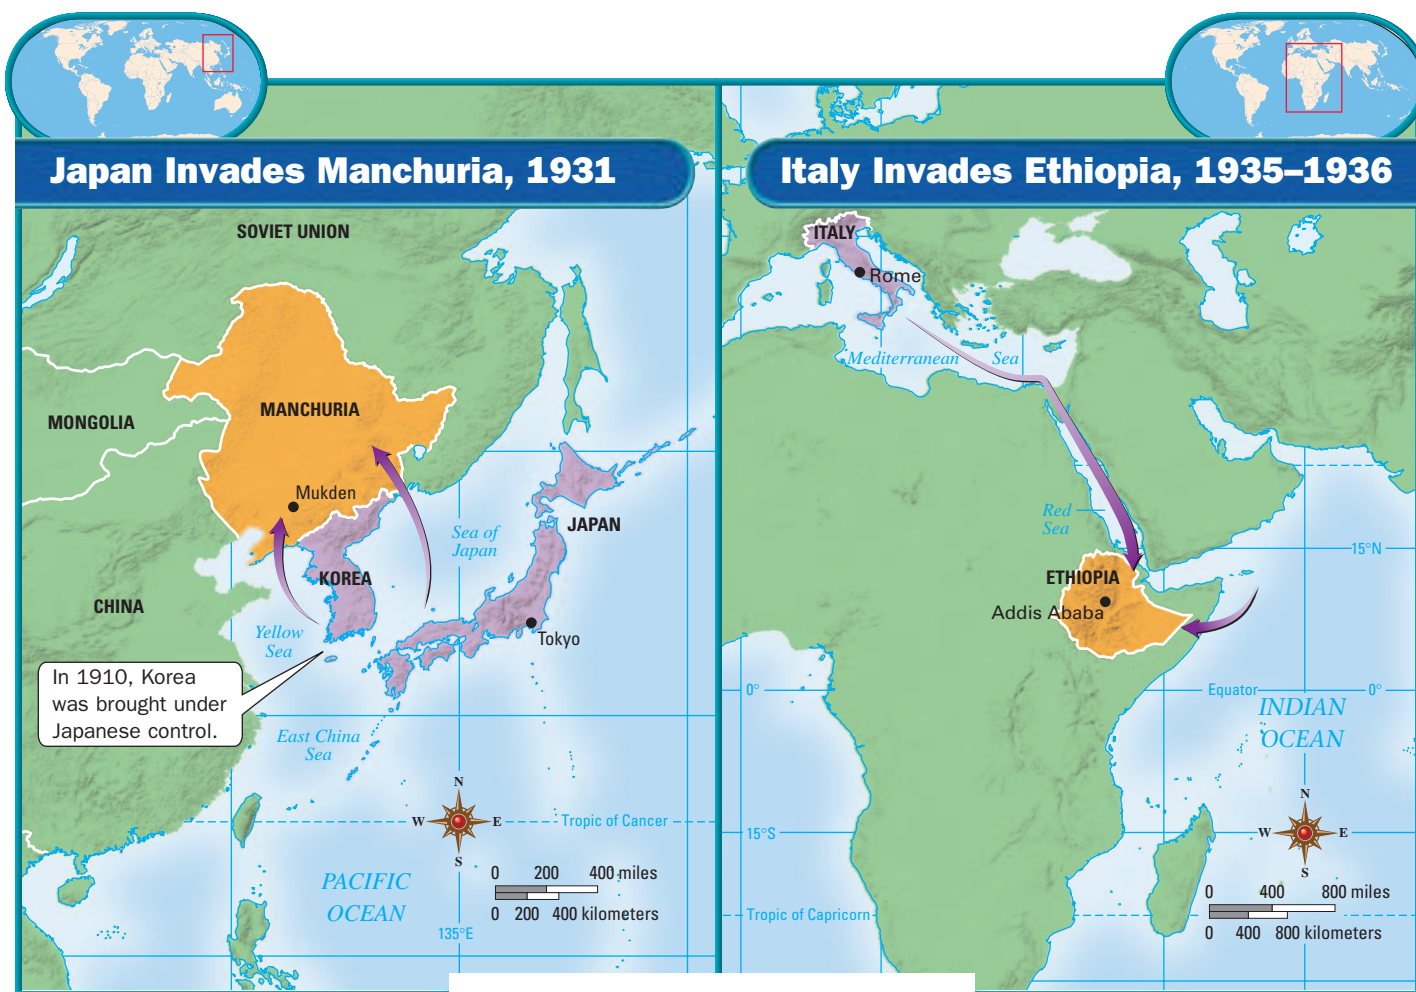 Japan Invades Manchuria, 1931
SOVIET UNION
MONGOLIA
MANCHURIA
Mukden
Sea of
Japan
JAPAN
KOREA
CHINA
Yellow
Sea
Tokyo
In 1910, Korea
was brought under
Japanese control.
East China
Sea
N
W
E
S
Tropic of Cancer
PACIFIC
OCEAN
0 200 400 miles
0 200 400 kilometers
135°E
Italy Invades Ethiopia, 1935–1936
ITALY
Rome
Mediterranean Sea
Red
Sea
15°N
ETHIOPIA
Addis Ababa
0° Equator 0°
INDIAN
OCEAN
N
W
E
S
15°S
0 400 800 miles
Tropic of Capricorn
0 400 800 kilometers